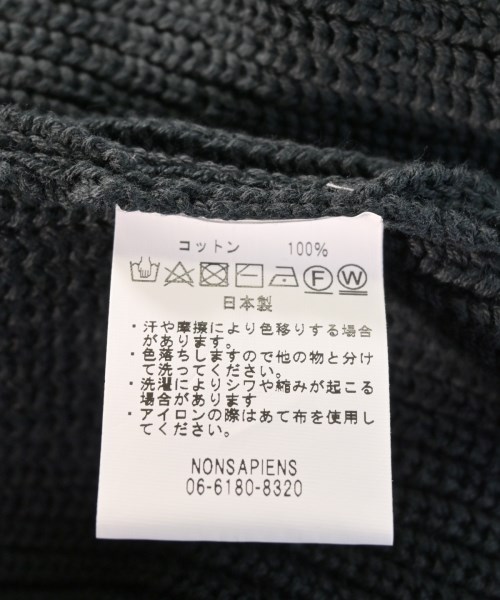 コットン 100%
F W
日本製
・汗や摩擦により色移りする場合
があります。
・色落ちしますので他の物と分け
て洗ってください。
・洗濯によりシワや縮みが起こる
場合があります
・アイロンの際はあて布を使用し
てください。
NONSAPIENS
06-6180-8320